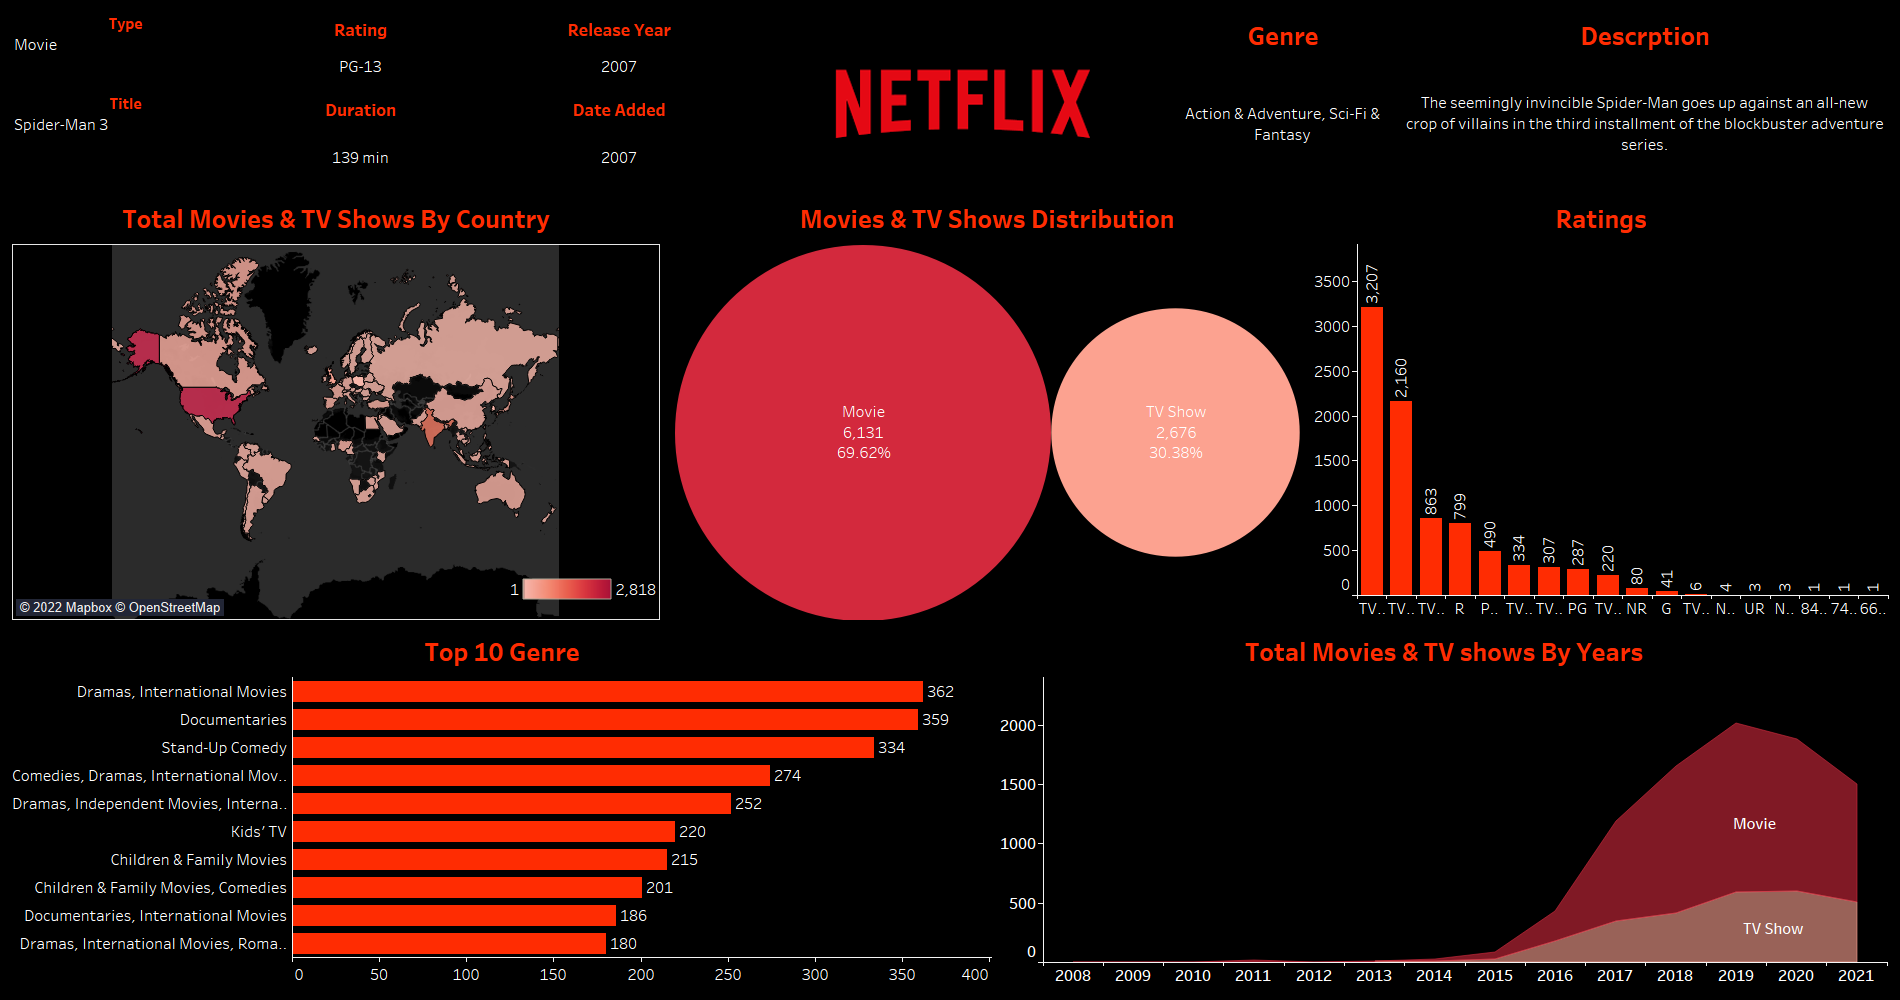 Type
Movie
Rating
PG-13
Release Year
2007
Title
Spider-Man 3
Duration
139 min
Date Added
2007
NETFLIX
Genre
Action & Adventure, Sci-Fi &
Fantasy
Descrption
The seemingly invincible Spider-Man goes up against an all-new
crop of villains in the third installment of the blockbuster adventure
series.
Total Movies & TV Shows By Country
1 2,818
© 2022 Mapbox © OpenStreetMap
Movies & TV Shows Distribution
Movie
6,131
69.62%
TV Show
2,676
30.38%
Ratings
3500
3000
2500
2000
1500
1000
500
0
3,207
2,160
863
799
490
334
307
287
220
80
41
6
4
3
3
1
1
1
TV.. TV.. TV.. R P.. TV.. TV.. PG TV.. NR G TV.. N.. UR N.. 84.. 74.. 66..
Top 10 Genre
Dramas, International Movies 362
Documentaries 359
Stand-Up Comedy 334
Comedies, Dramas, International Mov.. 274
Dramas, Independent Movies, Interna.. 252
Kids’ TV 220
Children & Family Movies 215
Children & Family Movies, Comedies 201
Documentaries, International Movies 186
Dramas, International Movies, Roma.. 180
0 50 100 150 200 250 300 350 400
Total Movies & TV shows By Years
2000
1500
1000
500
0
Movie
TV Show
2008 2009 2010 2011 2012 2013 2014 2015 2016 2017 2018 2019 2020 2021